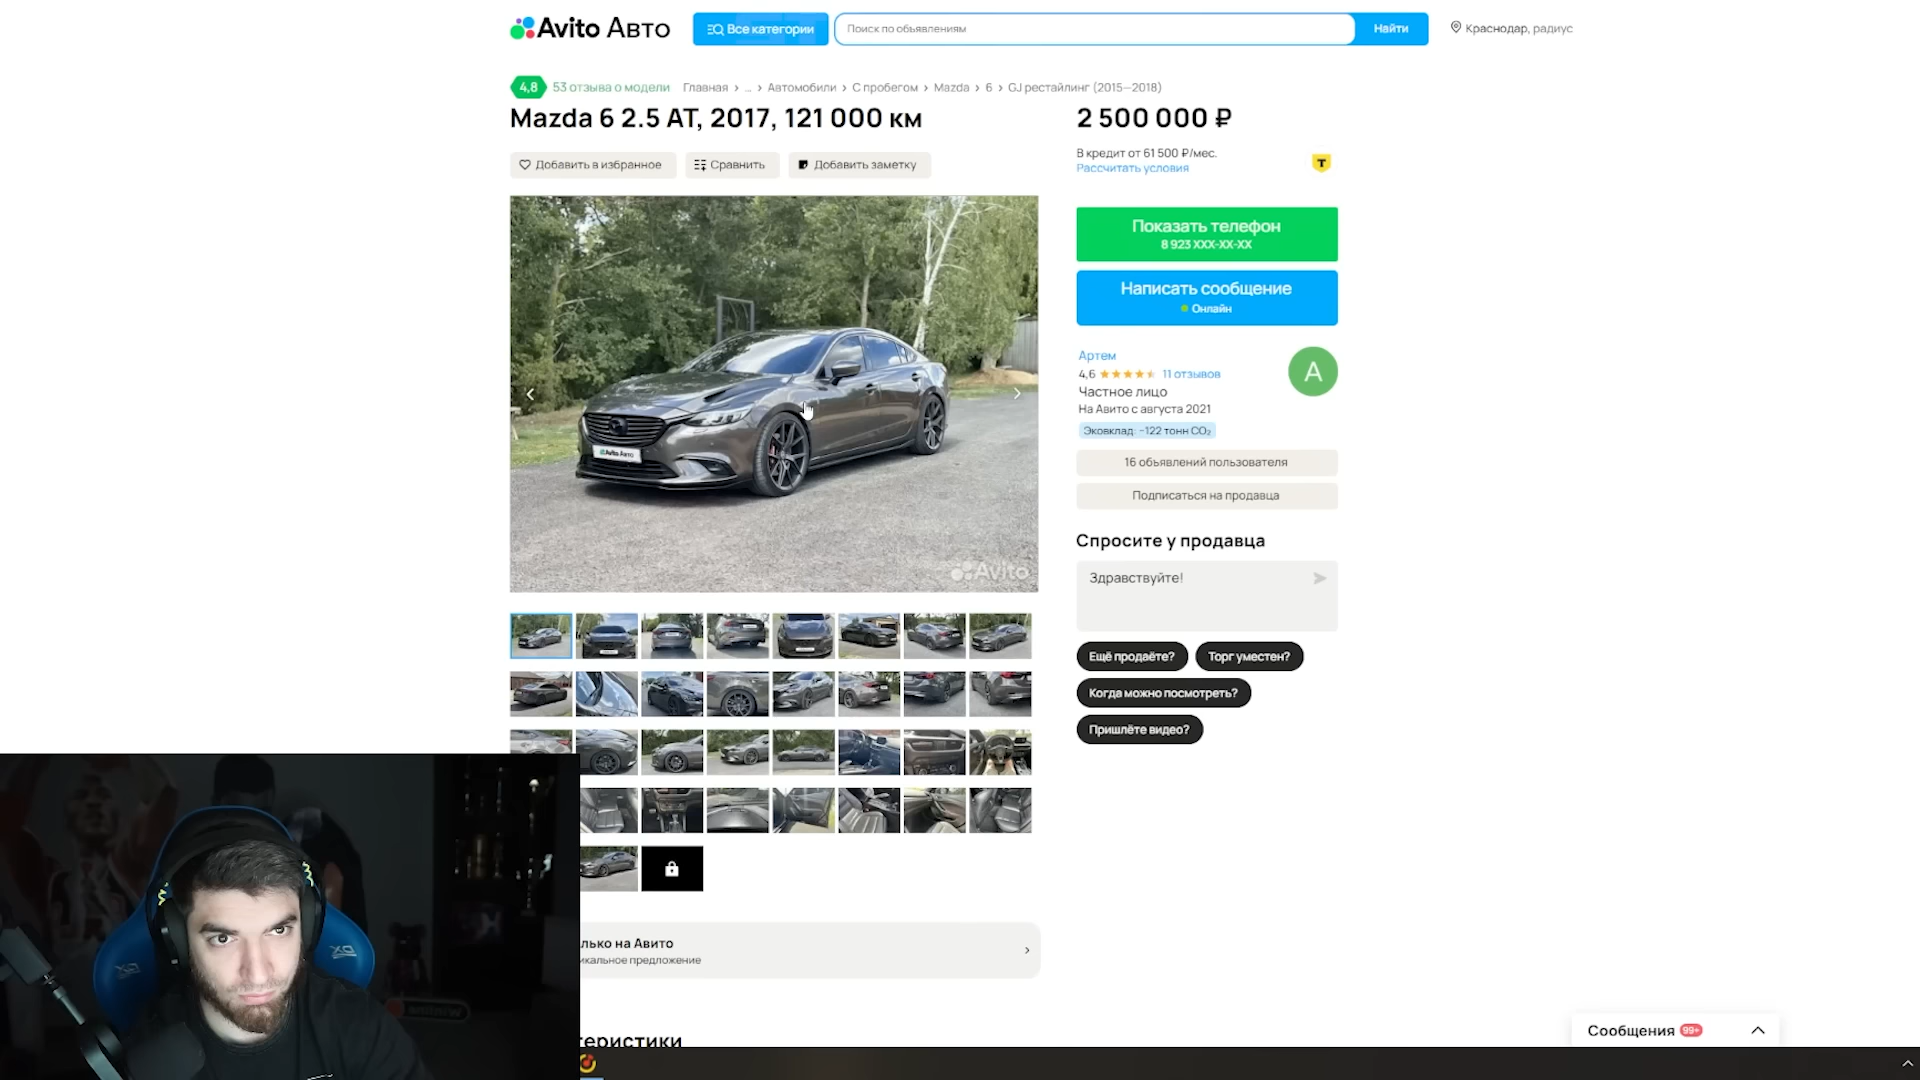 Avito Авто
Все категории
Поиск по объявлениям
Найти
Краснодар, радиус
4,8
53 отзыва о модели
Главная › ... › Автомобили › С пробегом › Mazda › 6 › GJ рестайлинг (2015—2018)
Mazda 6 2.5 AT, 2017, 121 000 км
2 500 000 ₽
Добавить в избранное
Сравнить
Добавить заметку
В кредит от 61 500 ₽/мес.
Рассчитать условия
Т
Показать телефон
8 923 XXX-XX-XX
Написать сообщение
Онлайн
Артем
4,6
11 отзывов
Частное лицо
На Авито с августа 2021
Эковклад: −122 тонн CO₂
А
16 объявлений пользователя
Подписаться на продавца
Спросите у продавца
Здравствуйте!
Ещё продаёте?
Торг уместен?
Когда можно посмотреть?
Пришлёте видео?
Avito Авто
Avito
лько на Авито
икальное предложение
теристики
Сообщения 99+